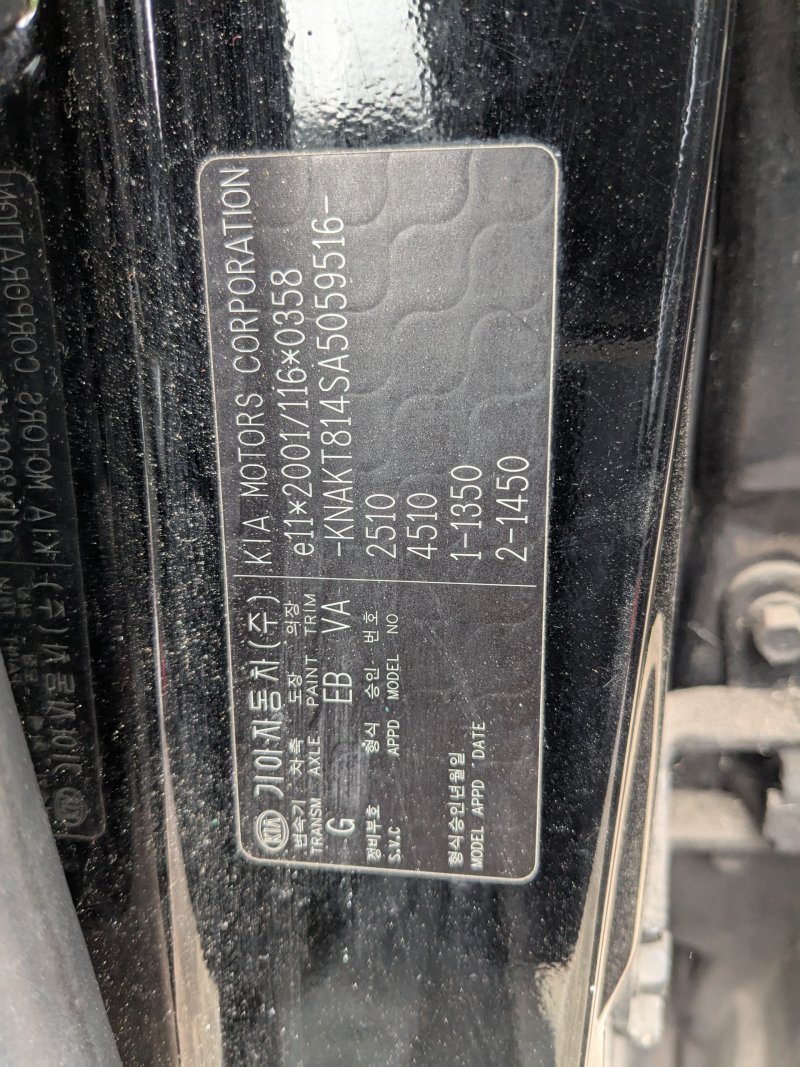 KIA 기아자동차(주) KIA MOTORS CORPORATION
변속기 차축 도장 의장
TRANSM AXLE PAINT TRIM e11*2001/116*0358
G EB VA -KNAKT814SA5059516-
정비부호 형식 승인 번호 2510
S.V.C APPD MODEL NO 4510
형식승인년월일 1-1350
MODEL APPD DATE 2-1450